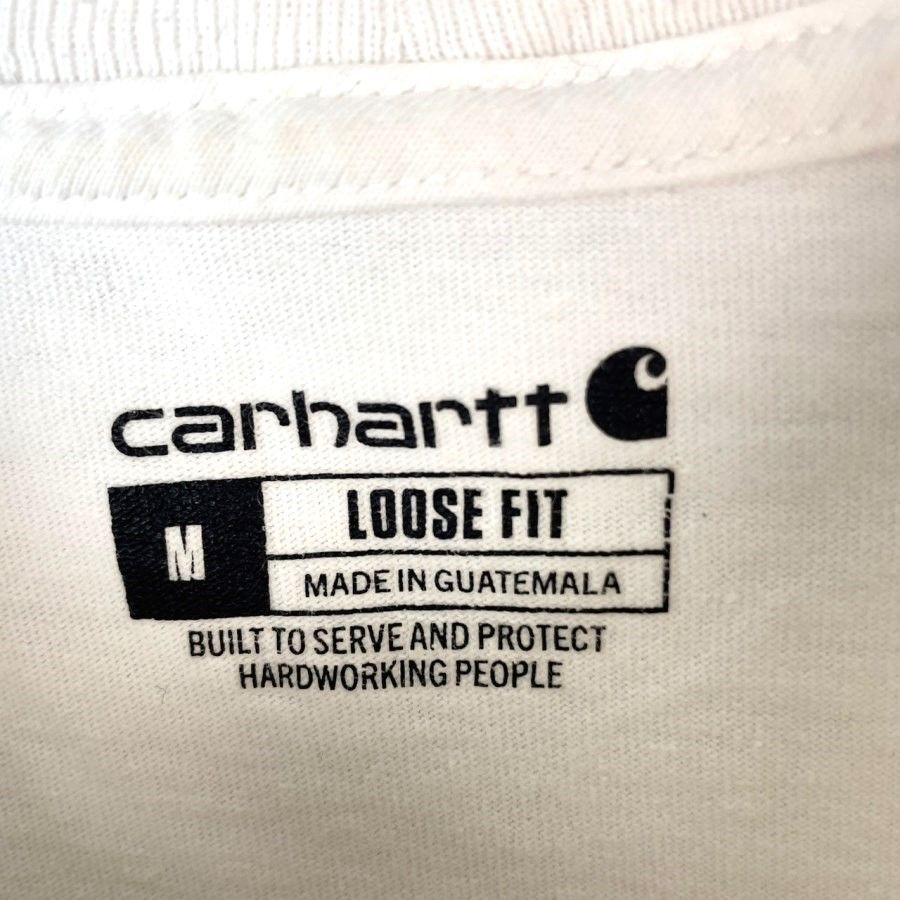 carhartt
M
LOOSE FIT
MADE IN GUATEMALA
BUILT TO SERVE AND PROTECT
HARDWORKING PEOPLE